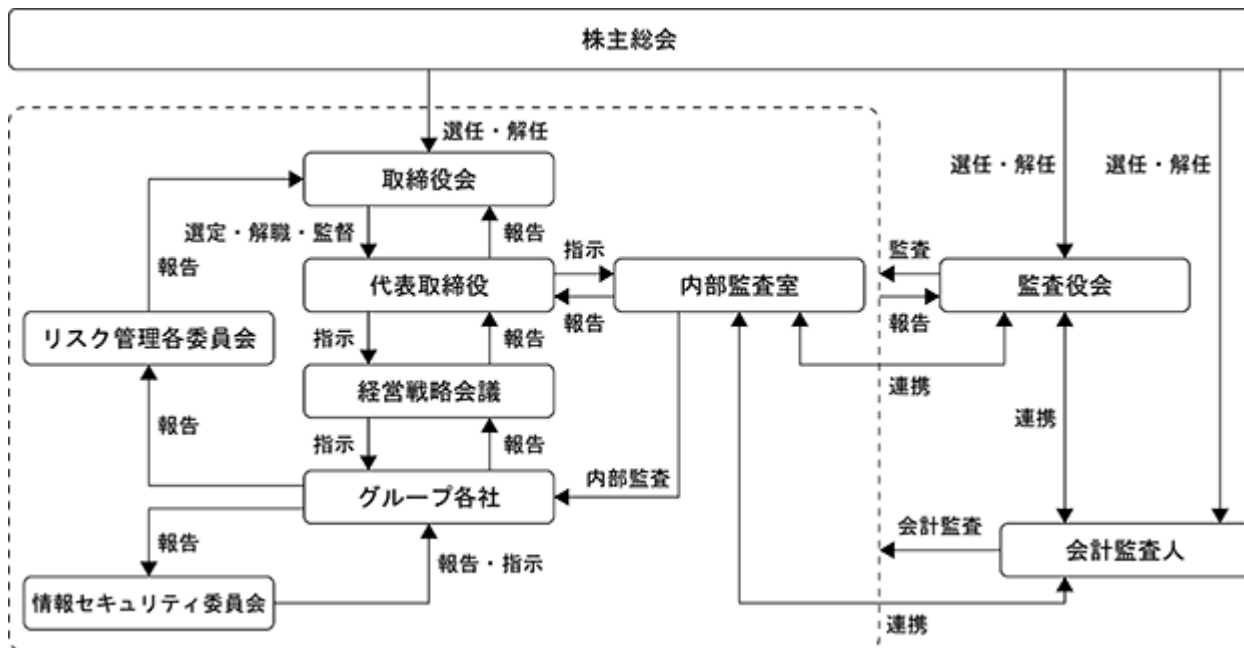 株主総会
選任・解任
選任・解任
選任・解任
取締役会
選定・解職・監督
報告
報告
指示
監査
代表取締役
内部監査室
監査役会
報告
報告
リスク管理各委員会
指示
報告
連携
経営戦略会議
報告
指示
報告
連携
内部監査
グループ各社
会計監査
報告
報告・指示
会計監査人
情報セキュリティ委員会
連携